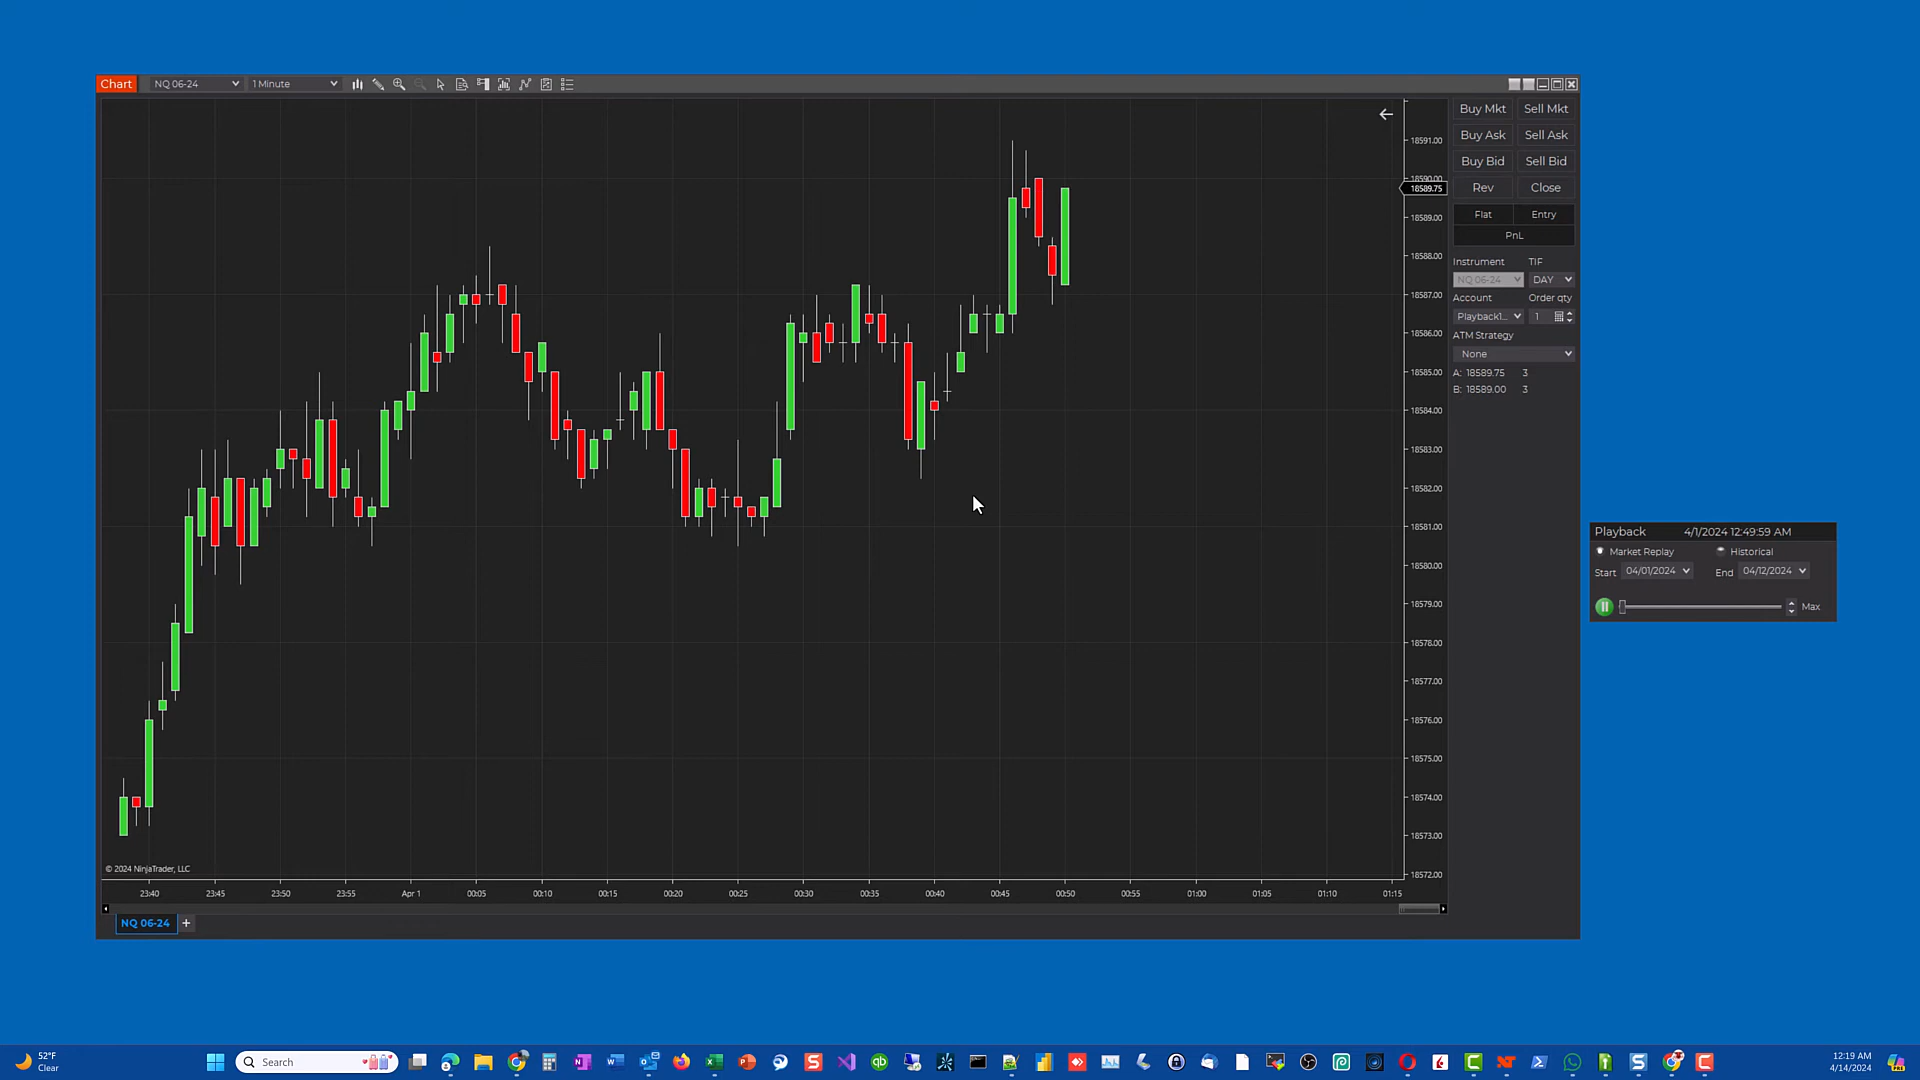 Chart NQ 06-24 1 Minute
Buy Mkt Sell Mkt
Buy Ask Sell Ask
Buy Bid Sell Bid
Rev Close
Flat Entry
PnL
Instrument TIF
NQ 06-24 DAY
Account Order qty
Playback1... 1
ATM Strategy
None
A: 18589.75 3
B: 18589.00 3
18591.00
18590.00
18589.75
18589.00
18588.00
18587.00
18586.00
18585.00
18584.00
18583.00
18582.00
18581.00
18580.00
18579.00
18578.00
18577.00
18576.00
18575.00
18574.00
18573.00
18572.00
Playback 4/1/2024 12:49:59 AM
Market Replay Historical
Start 04/01/2024 End 04/12/2024
Max
© 2024 NinjaTrader, LLC
23:40 23:45 23:50 23:55 Apr 1 00:05 00:10 00:15 00:20 00:25 00:30 00:35 00:40 00:45 00:50 00:55 01:00 01:05 01:10 01:15
NQ 06-24 +
52°F
Clear
Search
12:19 AM
4/14/2024